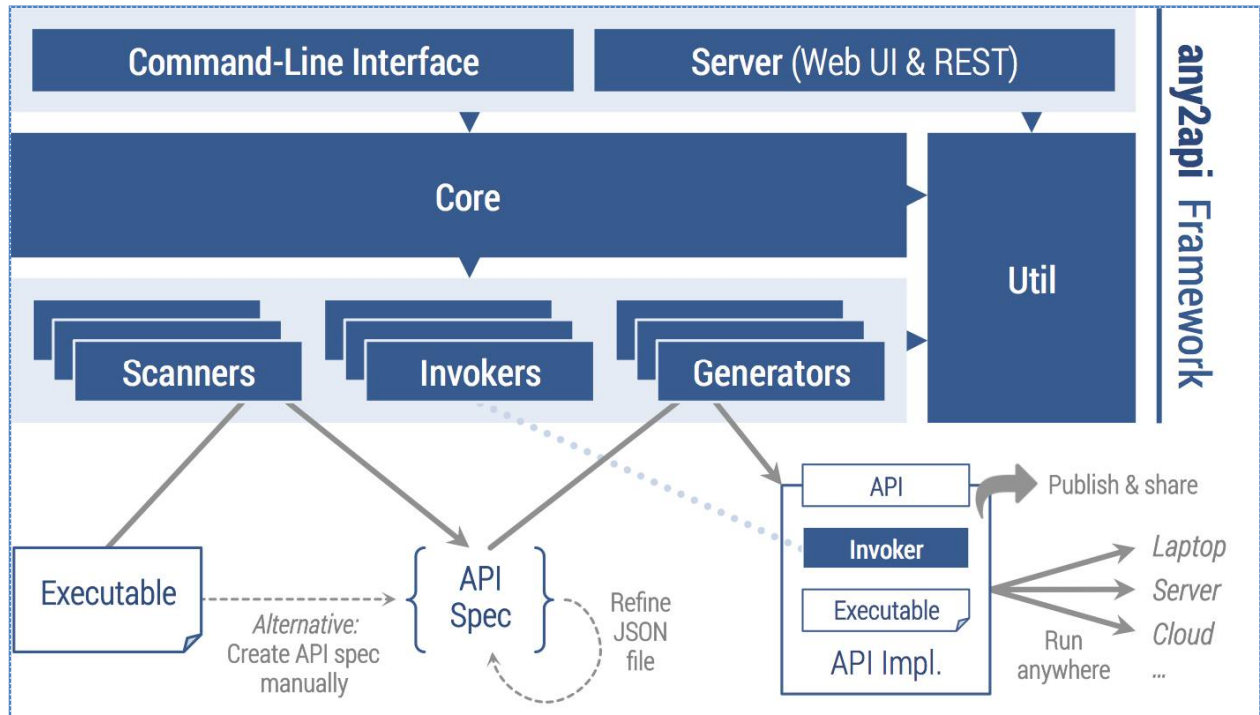 Command-Line Interface
Server (Web UI & REST)
any2api Framework
Core
Util
Scanners
Invokers
Generators
Executable
Alternative:
Create API spec
manually
API
Spec
Refine
JSON
file
API
Invoker
Executable
API Impl.
Publish & share
Laptop
Server
Cloud
...
Run
anywhere